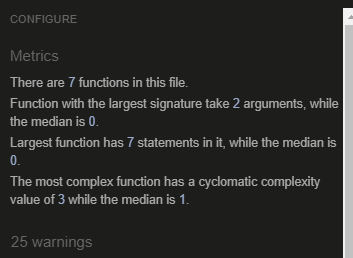 CONFIGURE
Metrics
There are 7 functions in this file.
Function with the largest signature take 2 arguments, while
the median is 0.
Largest function has 7 statements in it, while the median is
0.
The most complex function has a cyclomatic complexity
value of 3 while the median is 1.
25 warnings